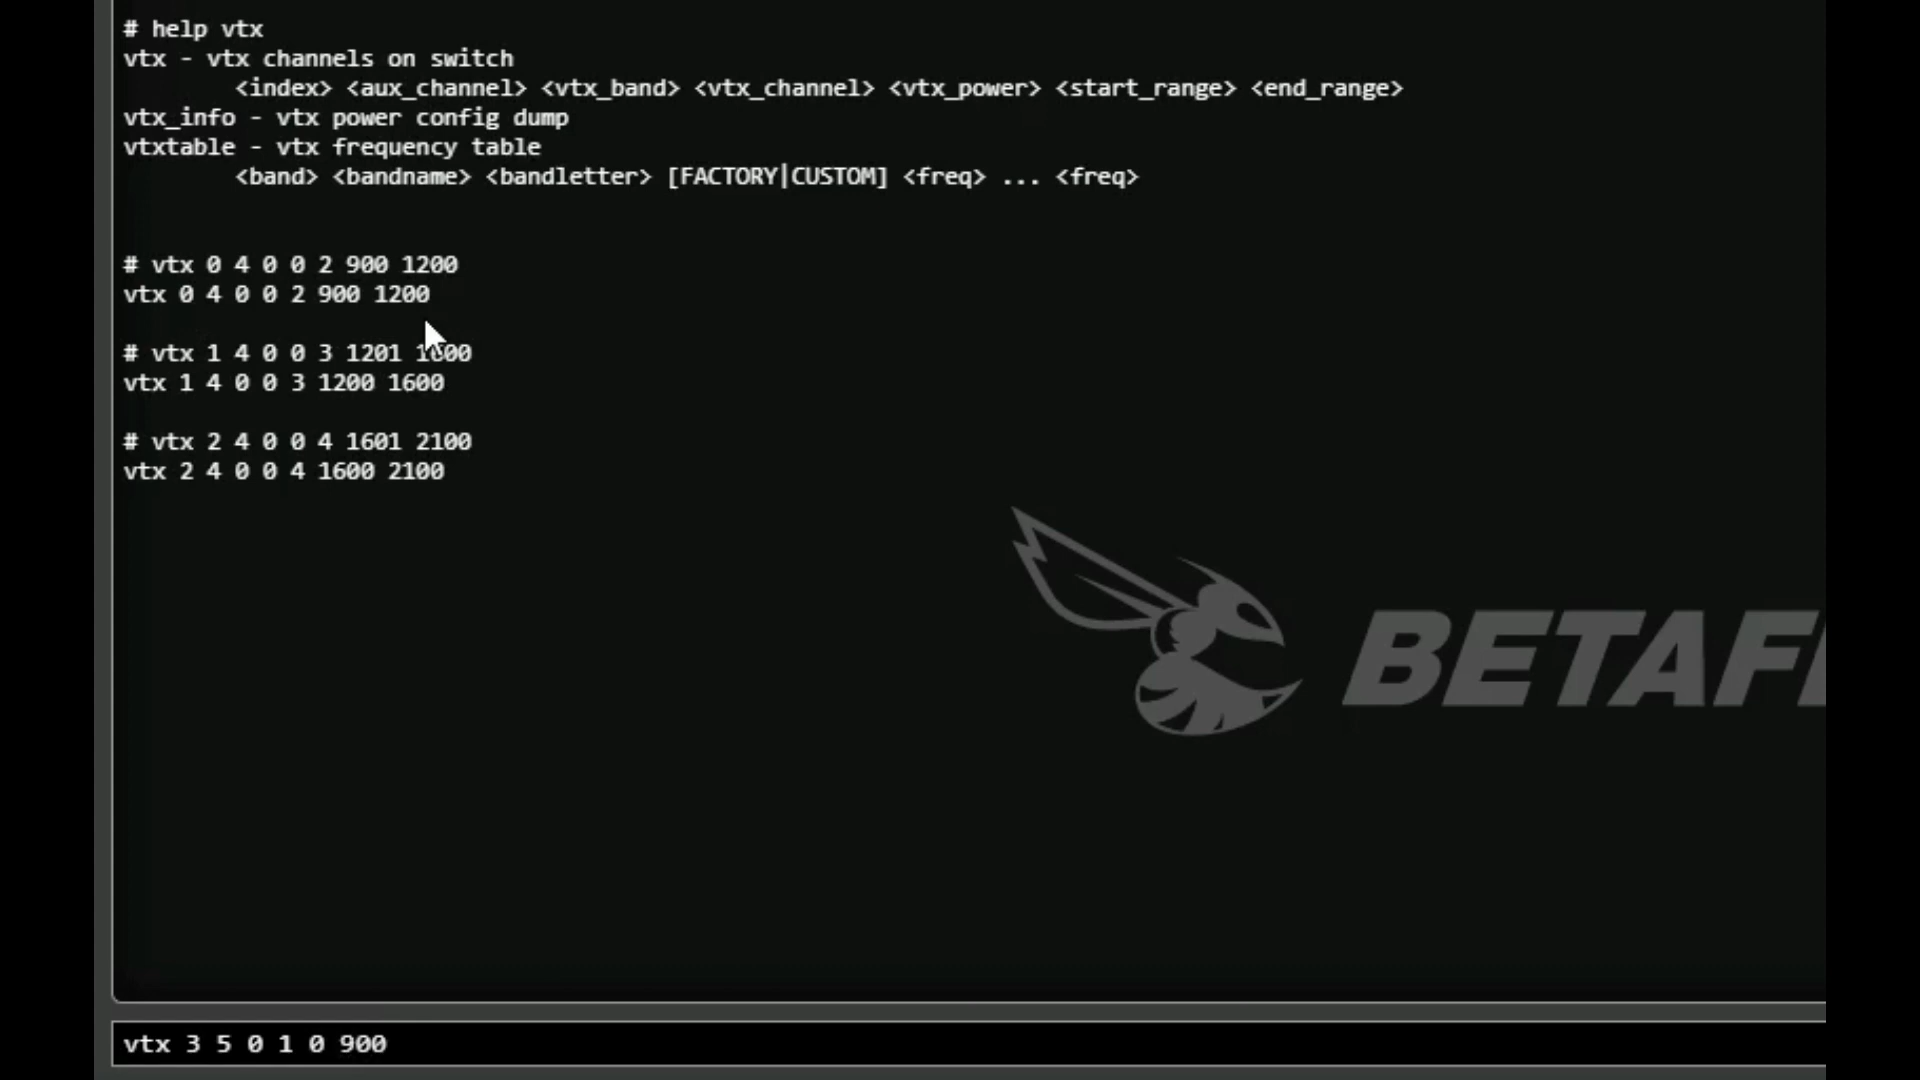 # help vtx
vtx - vtx channels on switch
<index> <aux_channel> <vtx_band> <vtx_channel> <vtx_power> <start_range> <end_range>
vtx_info - vtx power config dump
vtxtable - vtx frequency table
<band> <bandname> <bandletter> [FACTORY|CUSTOM] <freq> ... <freq>
# vtx 0 4 0 0 2 900 1200
vtx 0 4 0 0 2 900 1200
# vtx 1 4 0 0 3 1201 1600
vtx 1 4 0 0 3 1200 1600
# vtx 2 4 0 0 4 1601 2100
vtx 2 4 0 0 4 1600 2100
BETAF
vtx 3 5 0 1 0 900